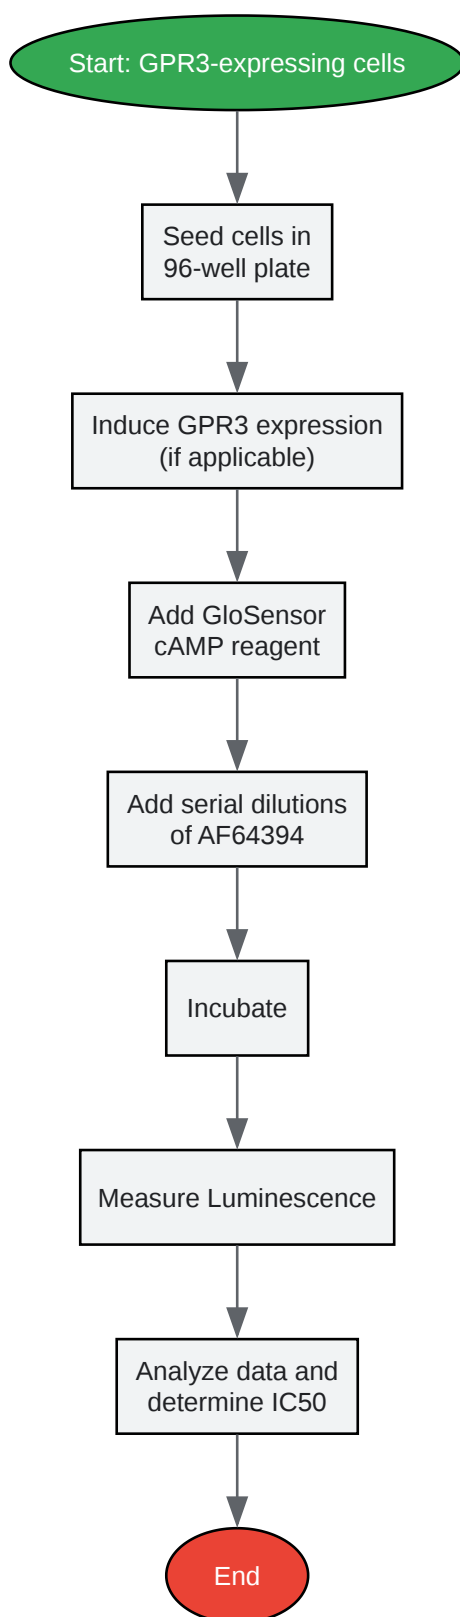 Start: GPR3-expressing cells
Seed cells in
96-well plate
Induce GPR3 expression
(if applicable)
Add GloSensor
cAMP reagent
Add serial dilutions
of AF64394
Incubate
Measure Luminescence
Analyze data and
determine IC50
End